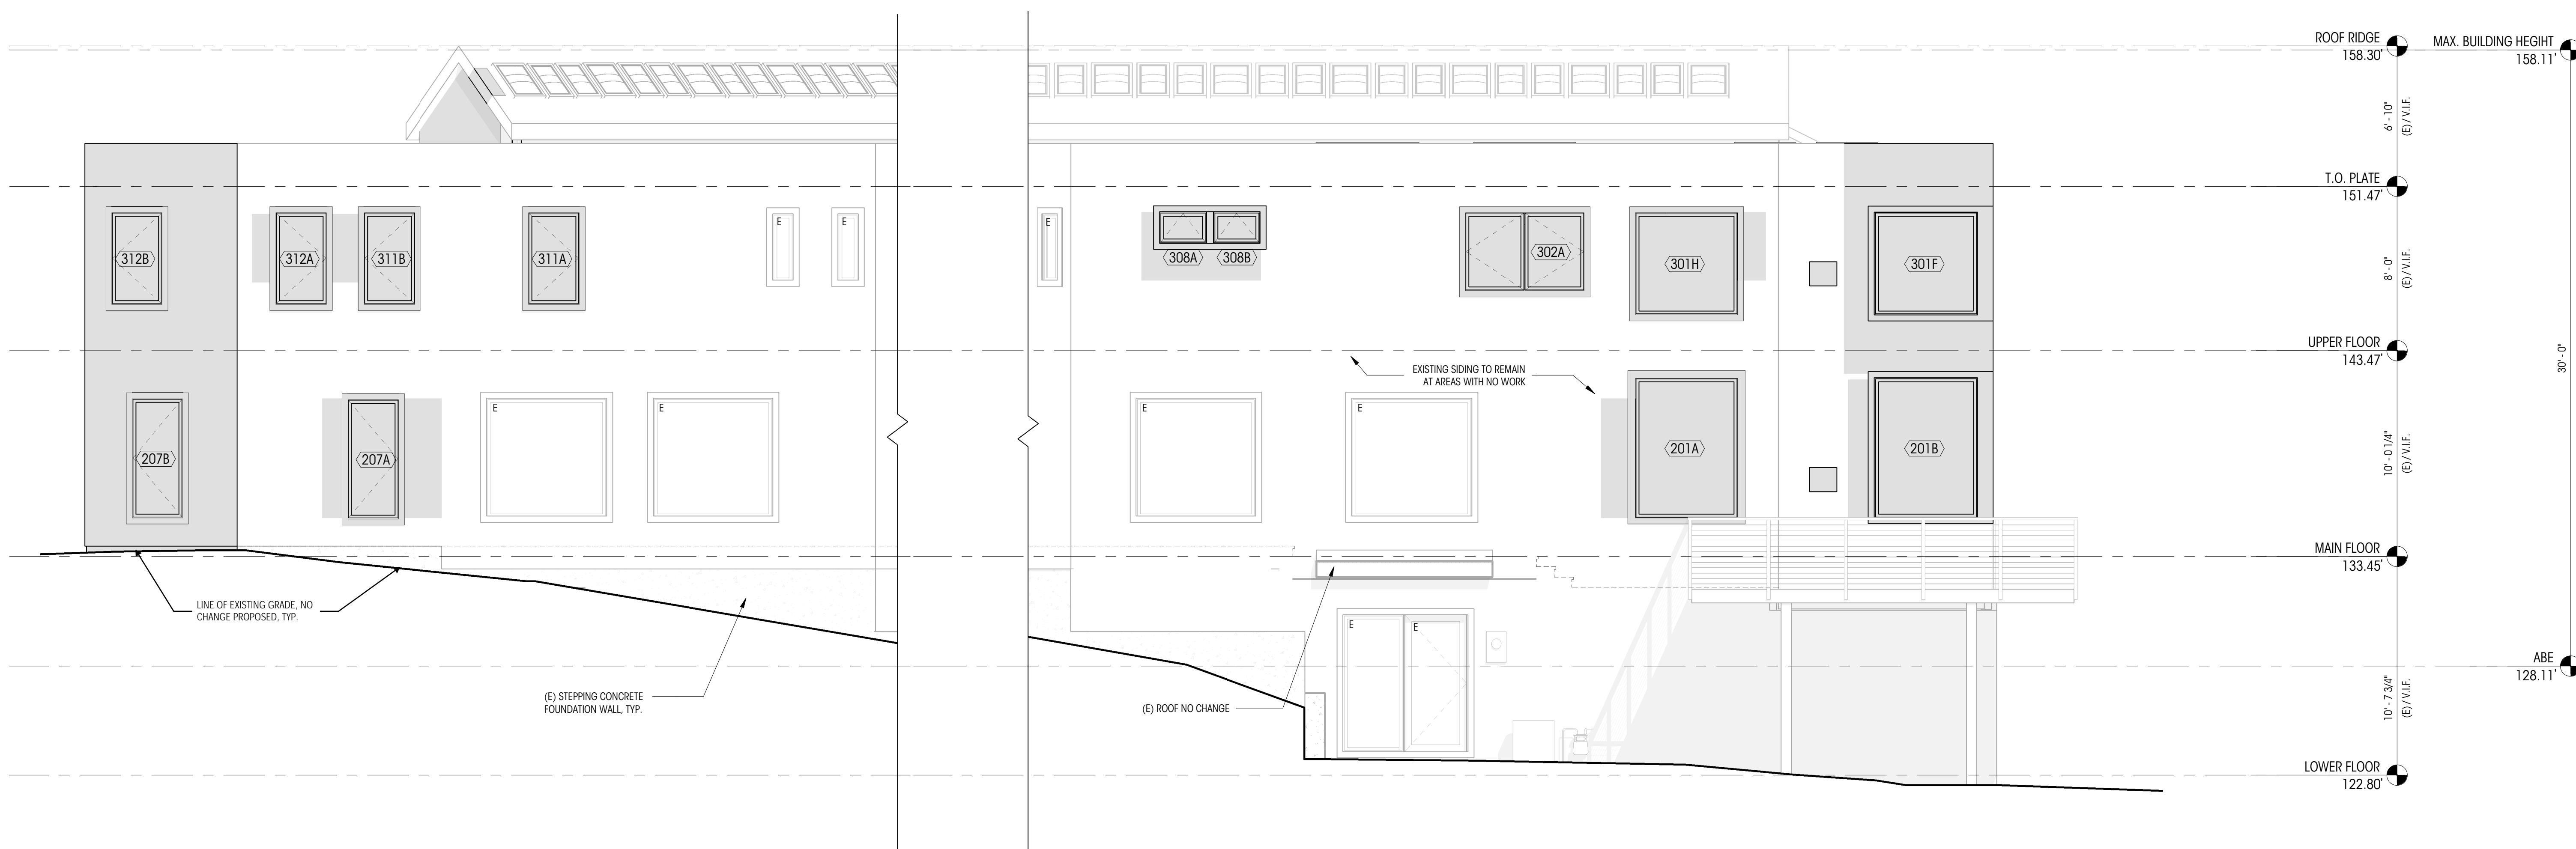 ROOF RIDGE
158.30'
MAX. BUILDING HEGIHT
158.11'
6' - 10"
(E) / V.I.F.
T.O. PLATE
151.47'
E
E
E
312B
312A
311B
311A
308A
308B
302A
301H
301F
8' - 0"
(E) / V.I.F.
UPPER FLOOR
143.47'
30' - 0"
EXISTING SIDING TO REMAIN
AT AREAS WITH NO WORK
E
E
E
E
207B
207A
201A
201B
10' - 0 1/4"
(E) / V.I.F.
MAIN FLOOR
133.45'
LINE OF EXISTING GRADE, NO
CHANGE PROPOSED, TYP.
E
E
ABE
128.11'
(E) STEPPING CONCRETE
FOUNDATION WALL, TYP.
(E) ROOF NO CHANGE
10' - 7 3/4"
(E) / V.I.F.
LOWER FLOOR
122.80'